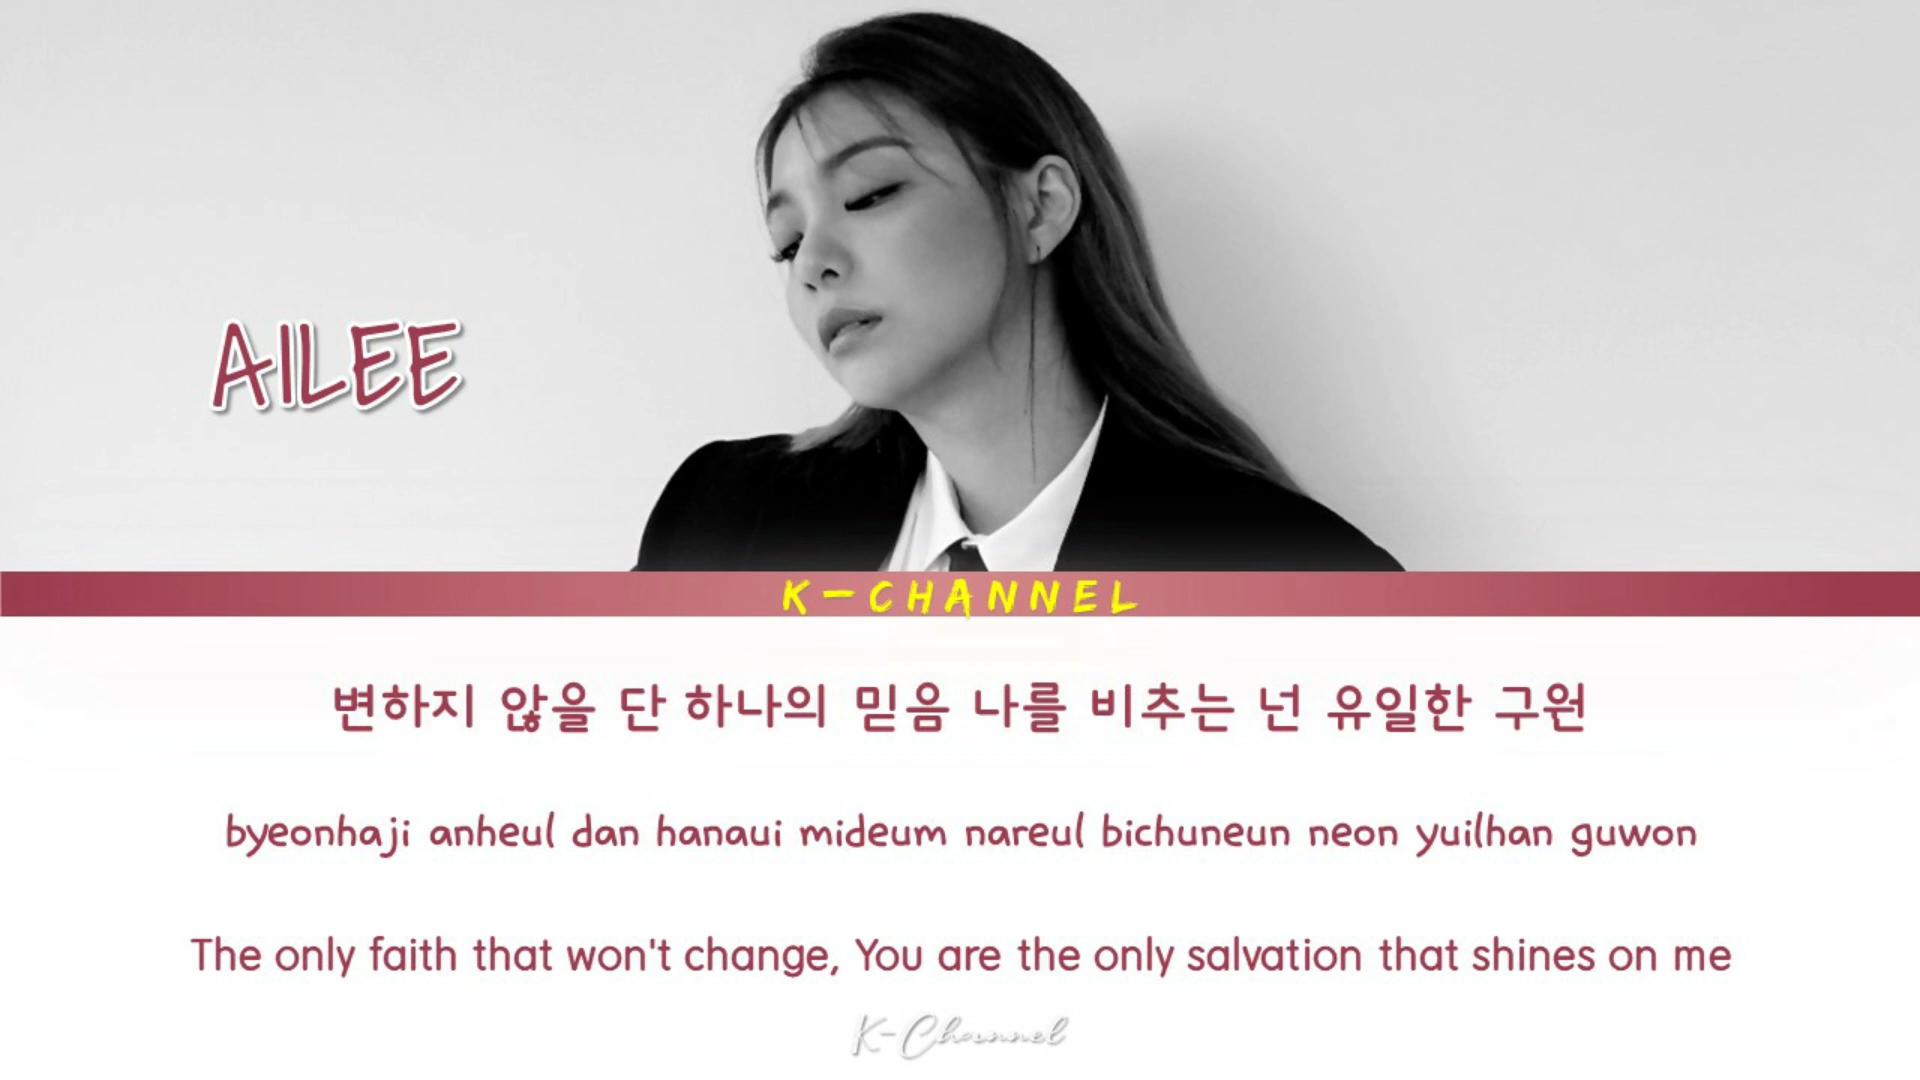 AILEE
K-CHANNEL
변하지 않을 단 하나의 믿음 나를 비추는 넌 유일한 구원
byeonhaji anheul dan hanaui mideum nareul bichuneun neon yuilhan guwon
The only faith that won't change, You are the only salvation that shines on me
K-Channel